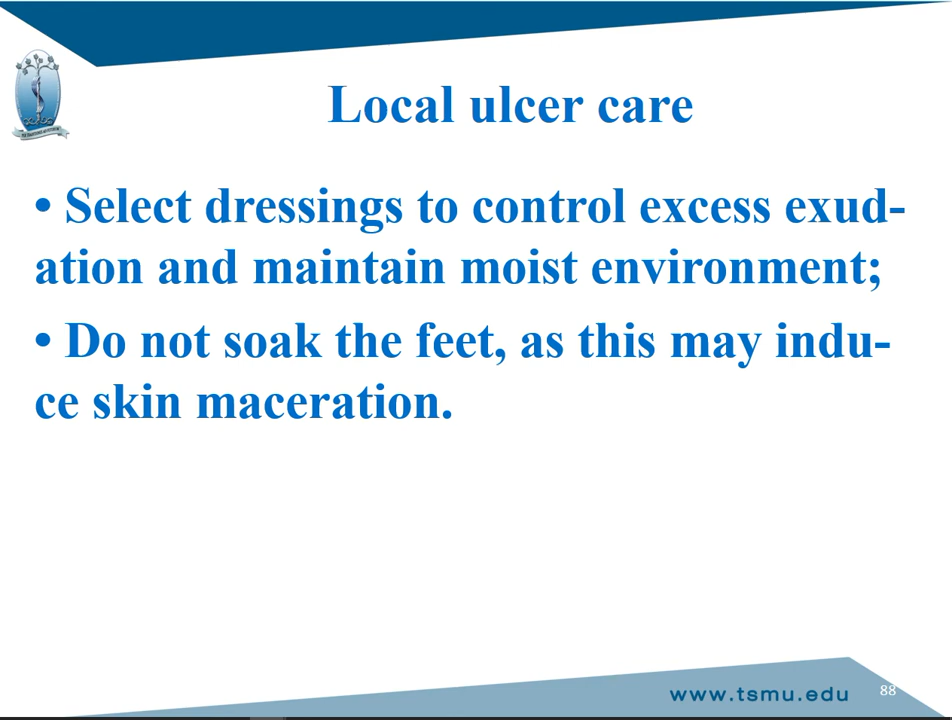 Local ulcer care
• Select dressings to control excess exud-
ation and maintain moist environment;
• Do not soak the feet, as this may indu-
ce skin maceration.
www.tsmu.edu
88